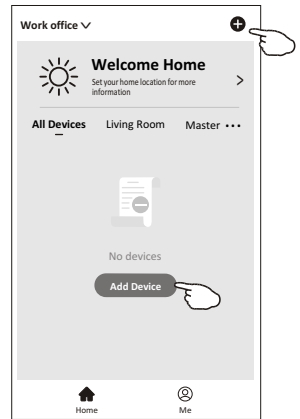 Work office
Welcome Home
Set your home location for more
information
All Devices Living Room Master
No devices
Add Device
Home Me